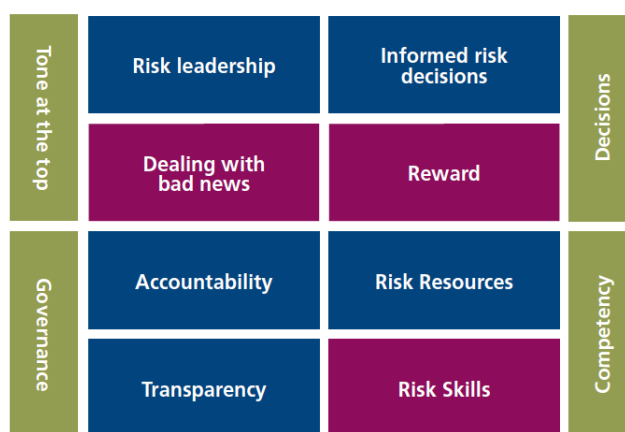 Tone at the top
Risk leadership
Informed risk
decisions
Decisions
Dealing with
bad news
Reward
Governance
Accountability
Risk Resources
Competency
Transparency
Risk Skills